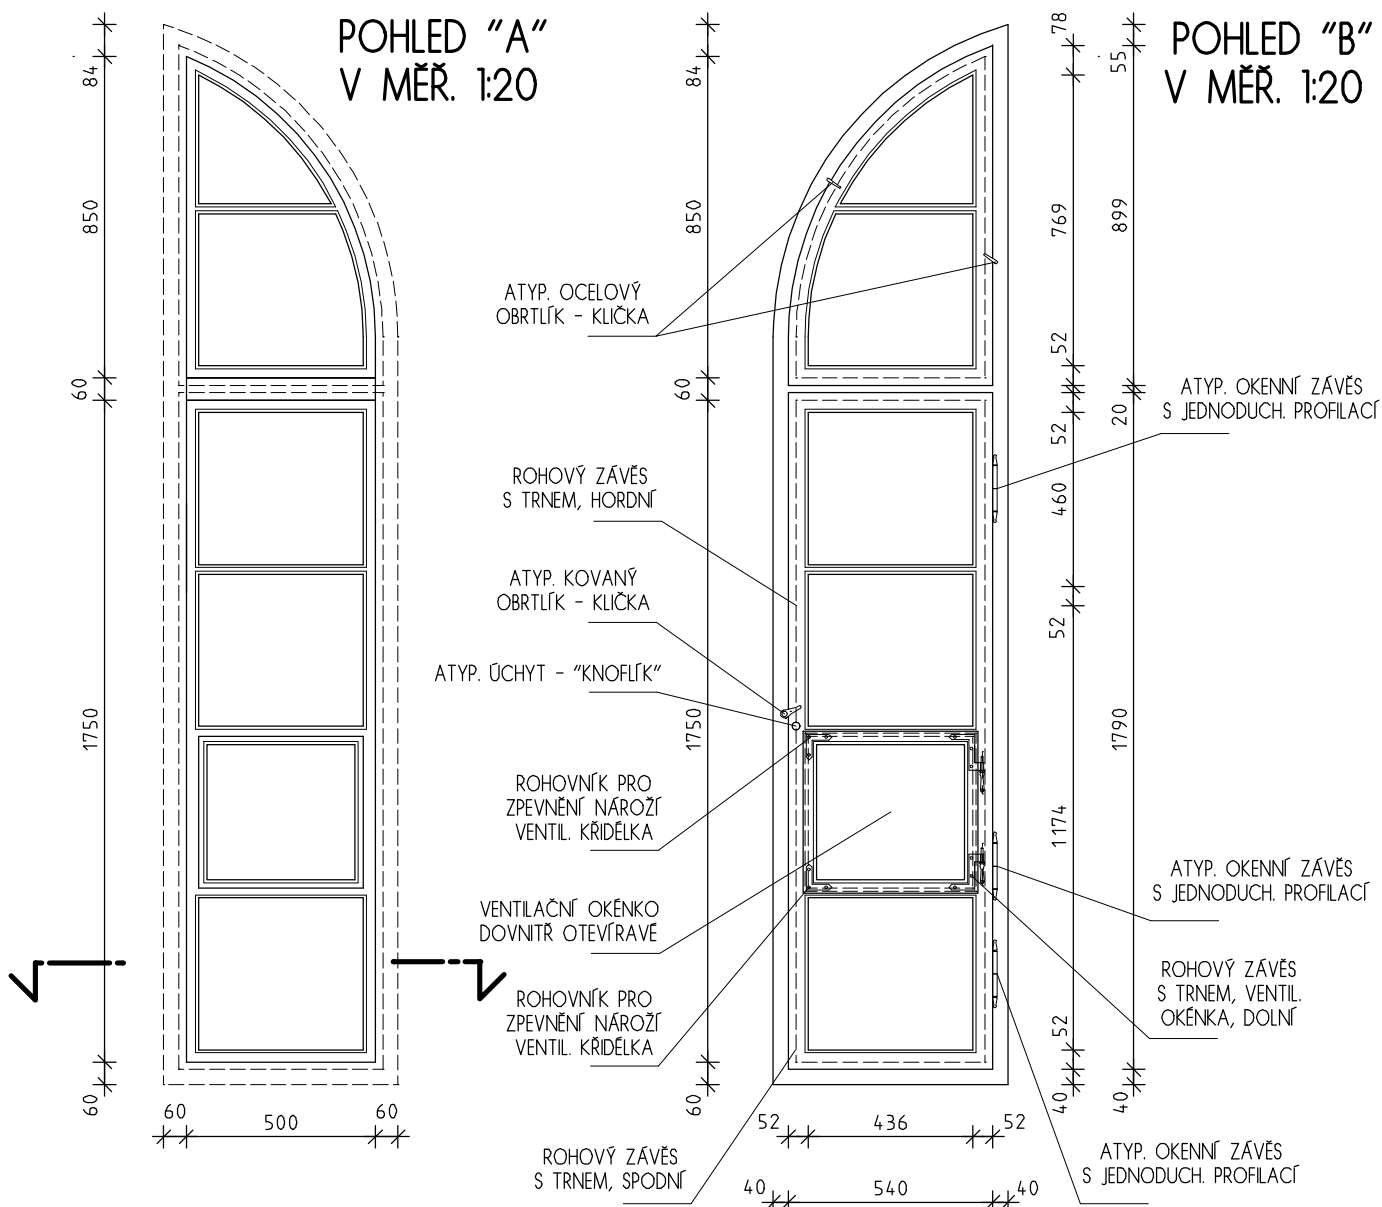 POHLED "A"
V MĚŘ. 1:20
POHLED "B"
V MĚŘ. 1:20
84
850
60
1750
60
60
500
60
84
850
60
1750
60
78
769
52
52
460
52
1174
52
40
55
899
20
1790
40
52
436
52
40
540
40
ATYP. OCELOVÝ
OBRTLÍK - KLIČKA
ROHOVÝ ZÁVĚS
S TRNEM, HORDNÍ
ATYP. KOVANÝ
OBRTLÍK - KLIČKA
ATYP. ÚCHYT - "KNOFLÍK"
ROHOVNÍK PRO
ZPEVNĚNÍ NÁROŽÍ
VENTIL. KŘIDÉLKA
VENTILAČNÍ OKÉNKO
DOVNITŘ OTEVÍRAVÉ
ROHOVNÍK PRO
ZPEVNĚNÍ NÁROŽÍ
VENTIL. KŘIDÉLKA
ROHOVÝ ZÁVĚS
S TRNEM, SPODNÍ
ATYP. OKENNÍ ZÁVĚS
S JEDNODUCH. PROFILACÍ
ATYP. OKENNÍ ZÁVĚS
S JEDNODUCH. PROFILACÍ
ROHOVÝ ZÁVĚS
S TRNEM, VENTIL.
OKÉNKA, DOLNÍ
ATYP. OKENNÍ ZÁVĚS
S JEDNODUCH. PROFILACÍ